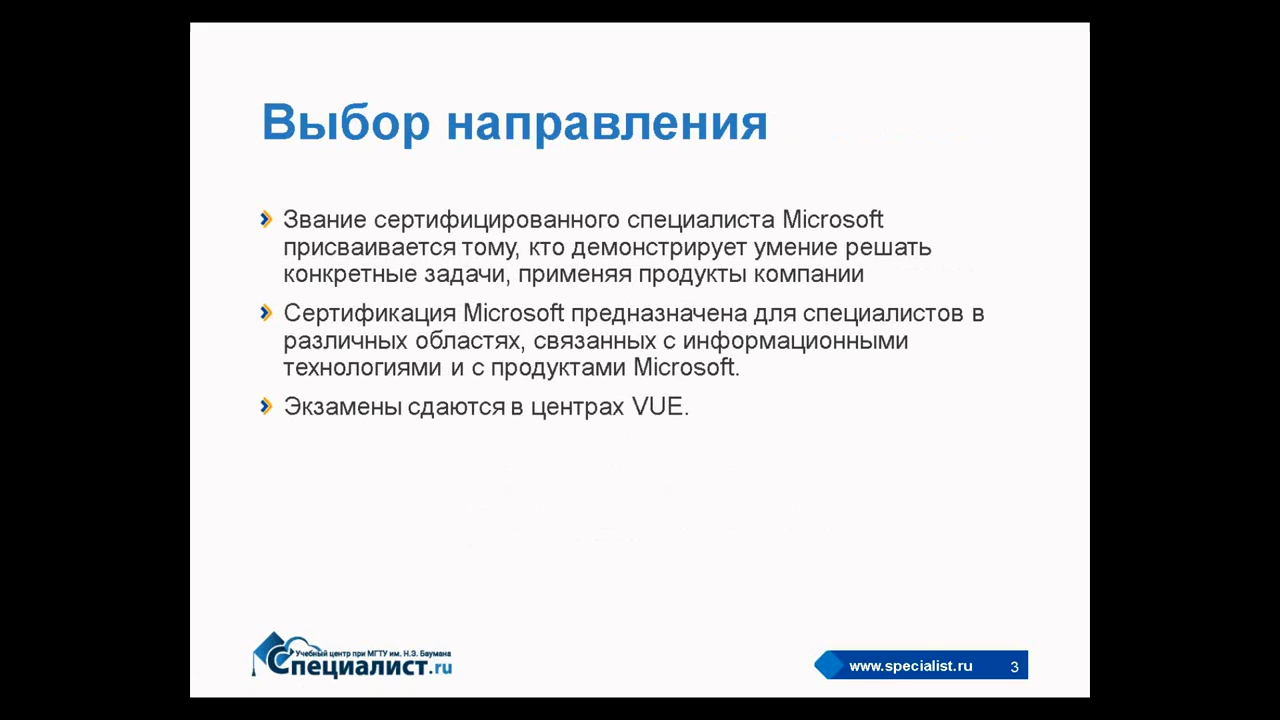 Выбор направления
Звание сертифицированного специалиста Microsoft
присваивается тому, кто демонстрирует умение решать
конкретные задачи, применяя продукты компании
Сертификация Microsoft предназначена для специалистов в
различных областях, связанных с информационными
технологиями и с продуктами Microsoft.
Экзамены сдаются в центрах VUE.
Учебный центр при МГТУ им. Н.Э. Баумана
Специалист.ru
www.specialist.ru 3